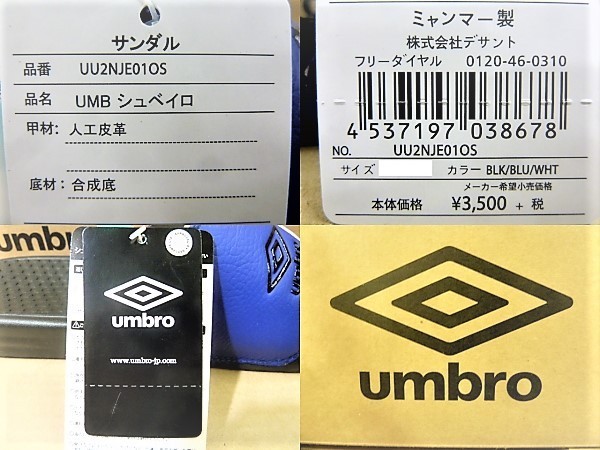 サンダル
品番 UU2NJE01OS
品名 UMB シュベイロ
甲材: 人工皮革
底材: 合成底
ミャンマー製
株式会社デサント
フリーダイヤル 0120-46-0310
4 537197 038678
NO. UU2NJE01OS
サイズ カラー BLK/BLU/WHT
メーカー希望小売価格
本体価格 ¥3,500 + 税
umbro
umbro
www.umbro-jp.com
umbro